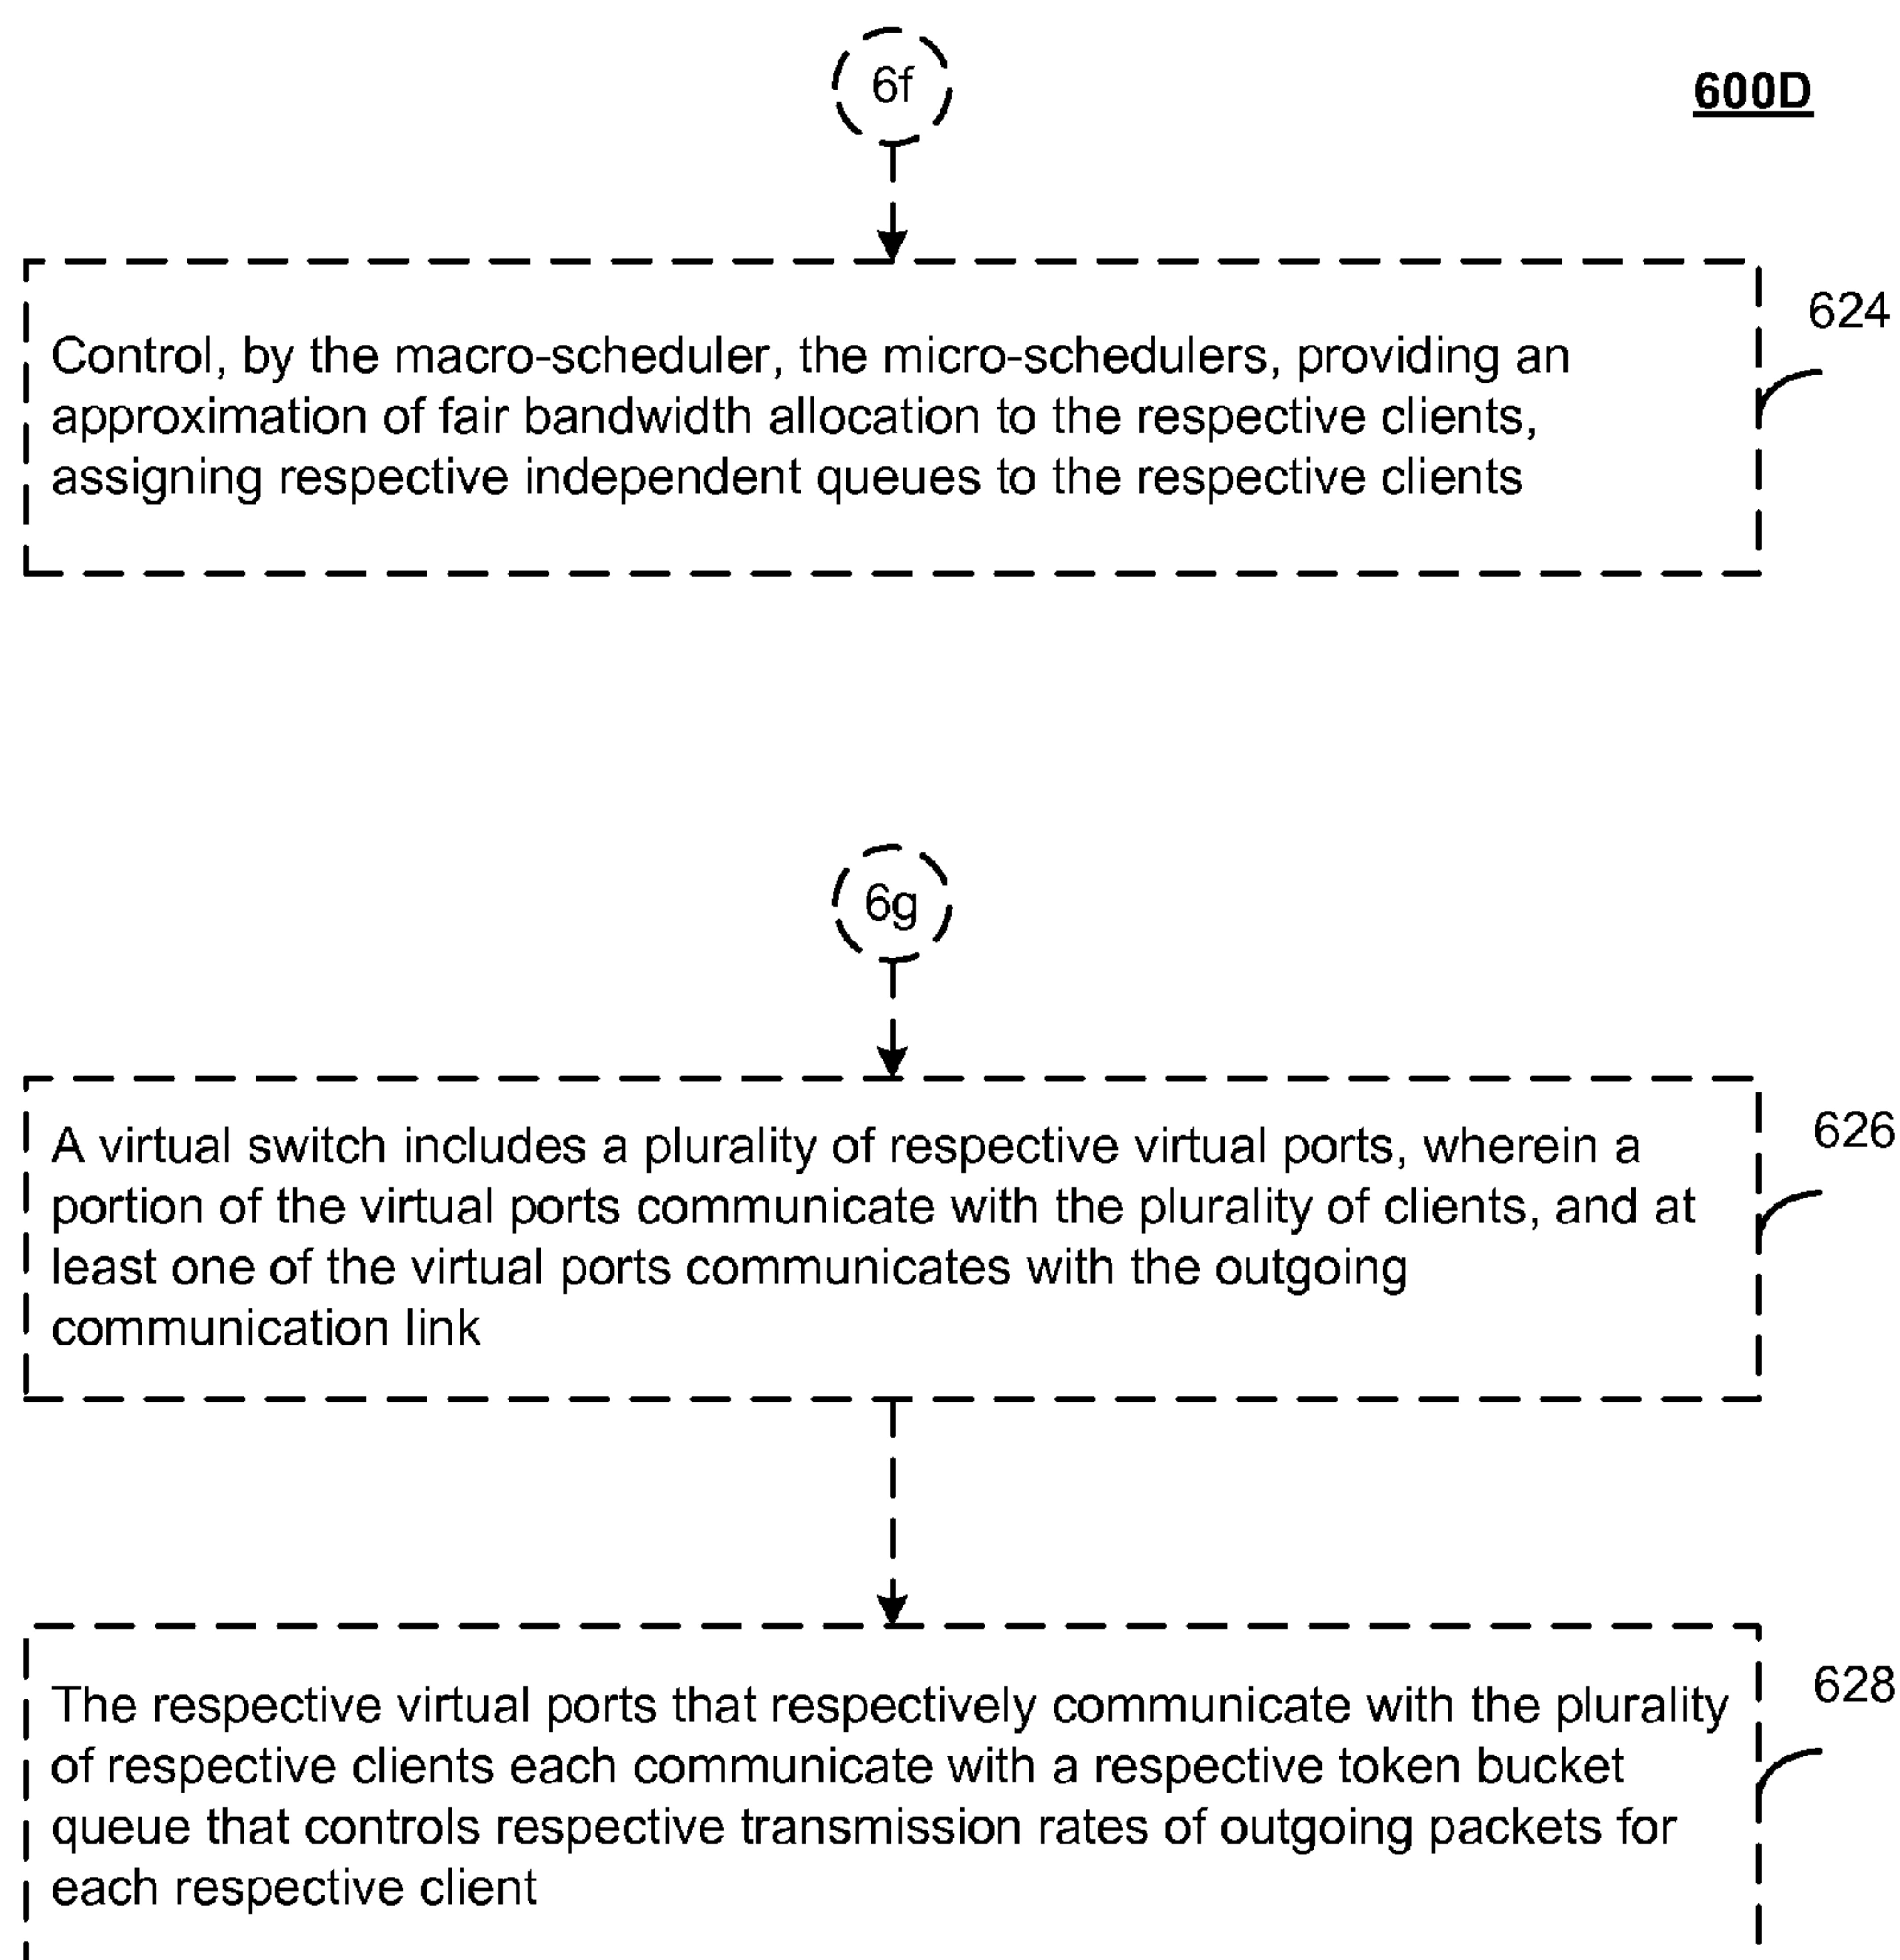 6f
600D
624
Control, by the macro-scheduler, the micro-schedulers, providing an
approximation of fair bandwidth allocation to the respective clients,
assigning respective independent queues to the respective clients
6g
626
A virtual switch includes a plurality of respective virtual ports, wherein a
portion of the virtual ports communicate with the plurality of clients, and at
least one of the virtual ports communicates with the outgoing
communication link
628
The respective virtual ports that respectively communicate with the plurality
of respective clients each communicate with a respective token bucket
queue that controls respective transmission rates of outgoing packets for
each respective client